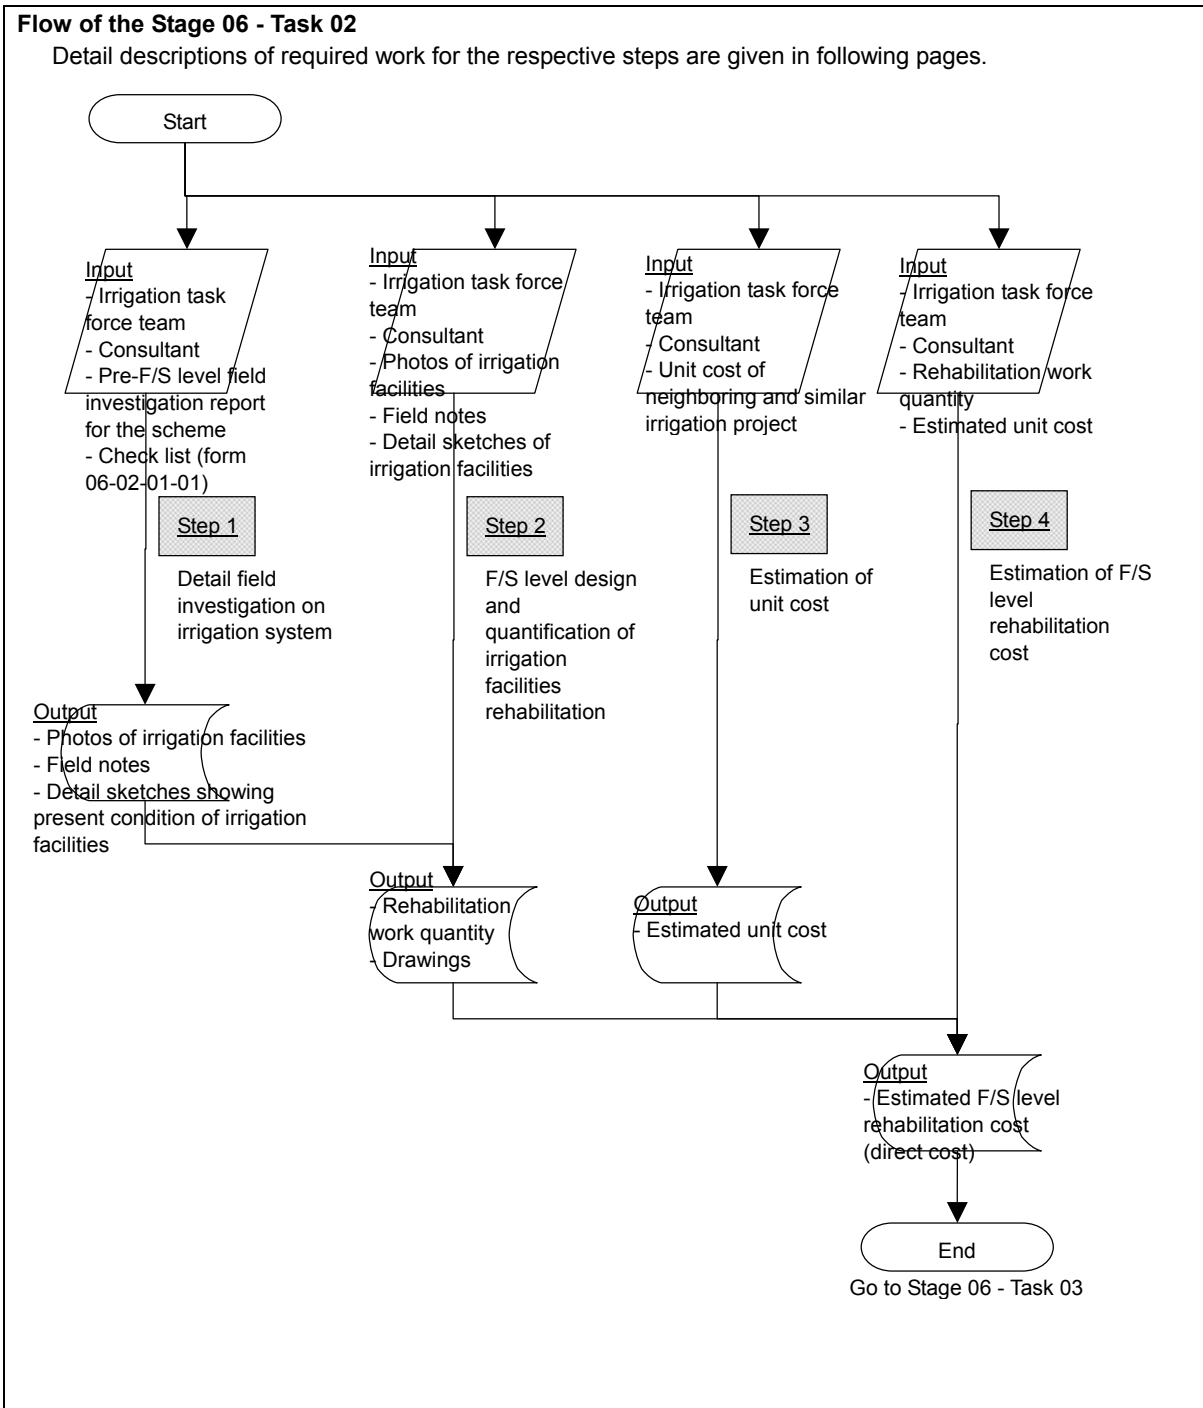 Flow of the Stage 06 - Task 02
Detail descriptions of required work for the respective steps are given in following pages.
Start
Input
- Irrigation task
force team
- Consultant
- Pre-F/S level field
investigation report
for the scheme
- Check list (form
06-02-01-01)
Input
- Irrigation task force
team
- Consultant
- Photos of irrigation
facilities
- Field notes
- Detail sketches of
irrigation facilities
Input
- Irrigation task force
team
- Consultant
- Unit cost of
neighboring and similar
irrigation project
Input
- Irrigation task force
team
- Consultant
- Rehabilitation work
quantity
- Estimated unit cost
Step 1
Detail field
investigation on
irrigation system
Step 2
F/S level design
and
quantification of
irrigation
facilities
rehabilitation
Step 3
Estimation of
unit cost
Step 4
Estimation of F/S
level
rehabilitation
cost
Output
- Photos of irrigation facilities
- Field notes
- Detail sketches showing
present condition of irrigation
facilities
Output
- Rehabilitation
work quantity
- Drawings
Output
- Estimated unit cost
Output
- Estimated F/S level
rehabilitation cost
(direct cost)
End
Go to Stage 06 - Task 03